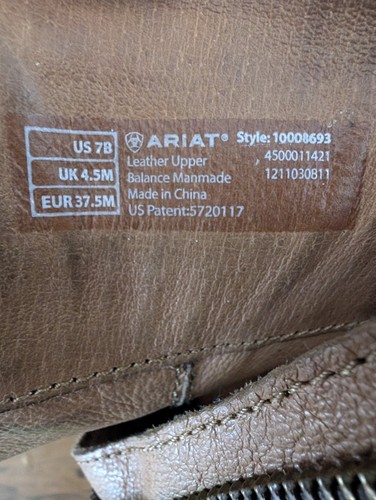 US 7B
UK 4.5M
EUR 37.5M
ARIAT® Style: 10008693
Leather Upper , 4500011421
Balance Manmade 1211030811
Made in China
US Patent:5720117